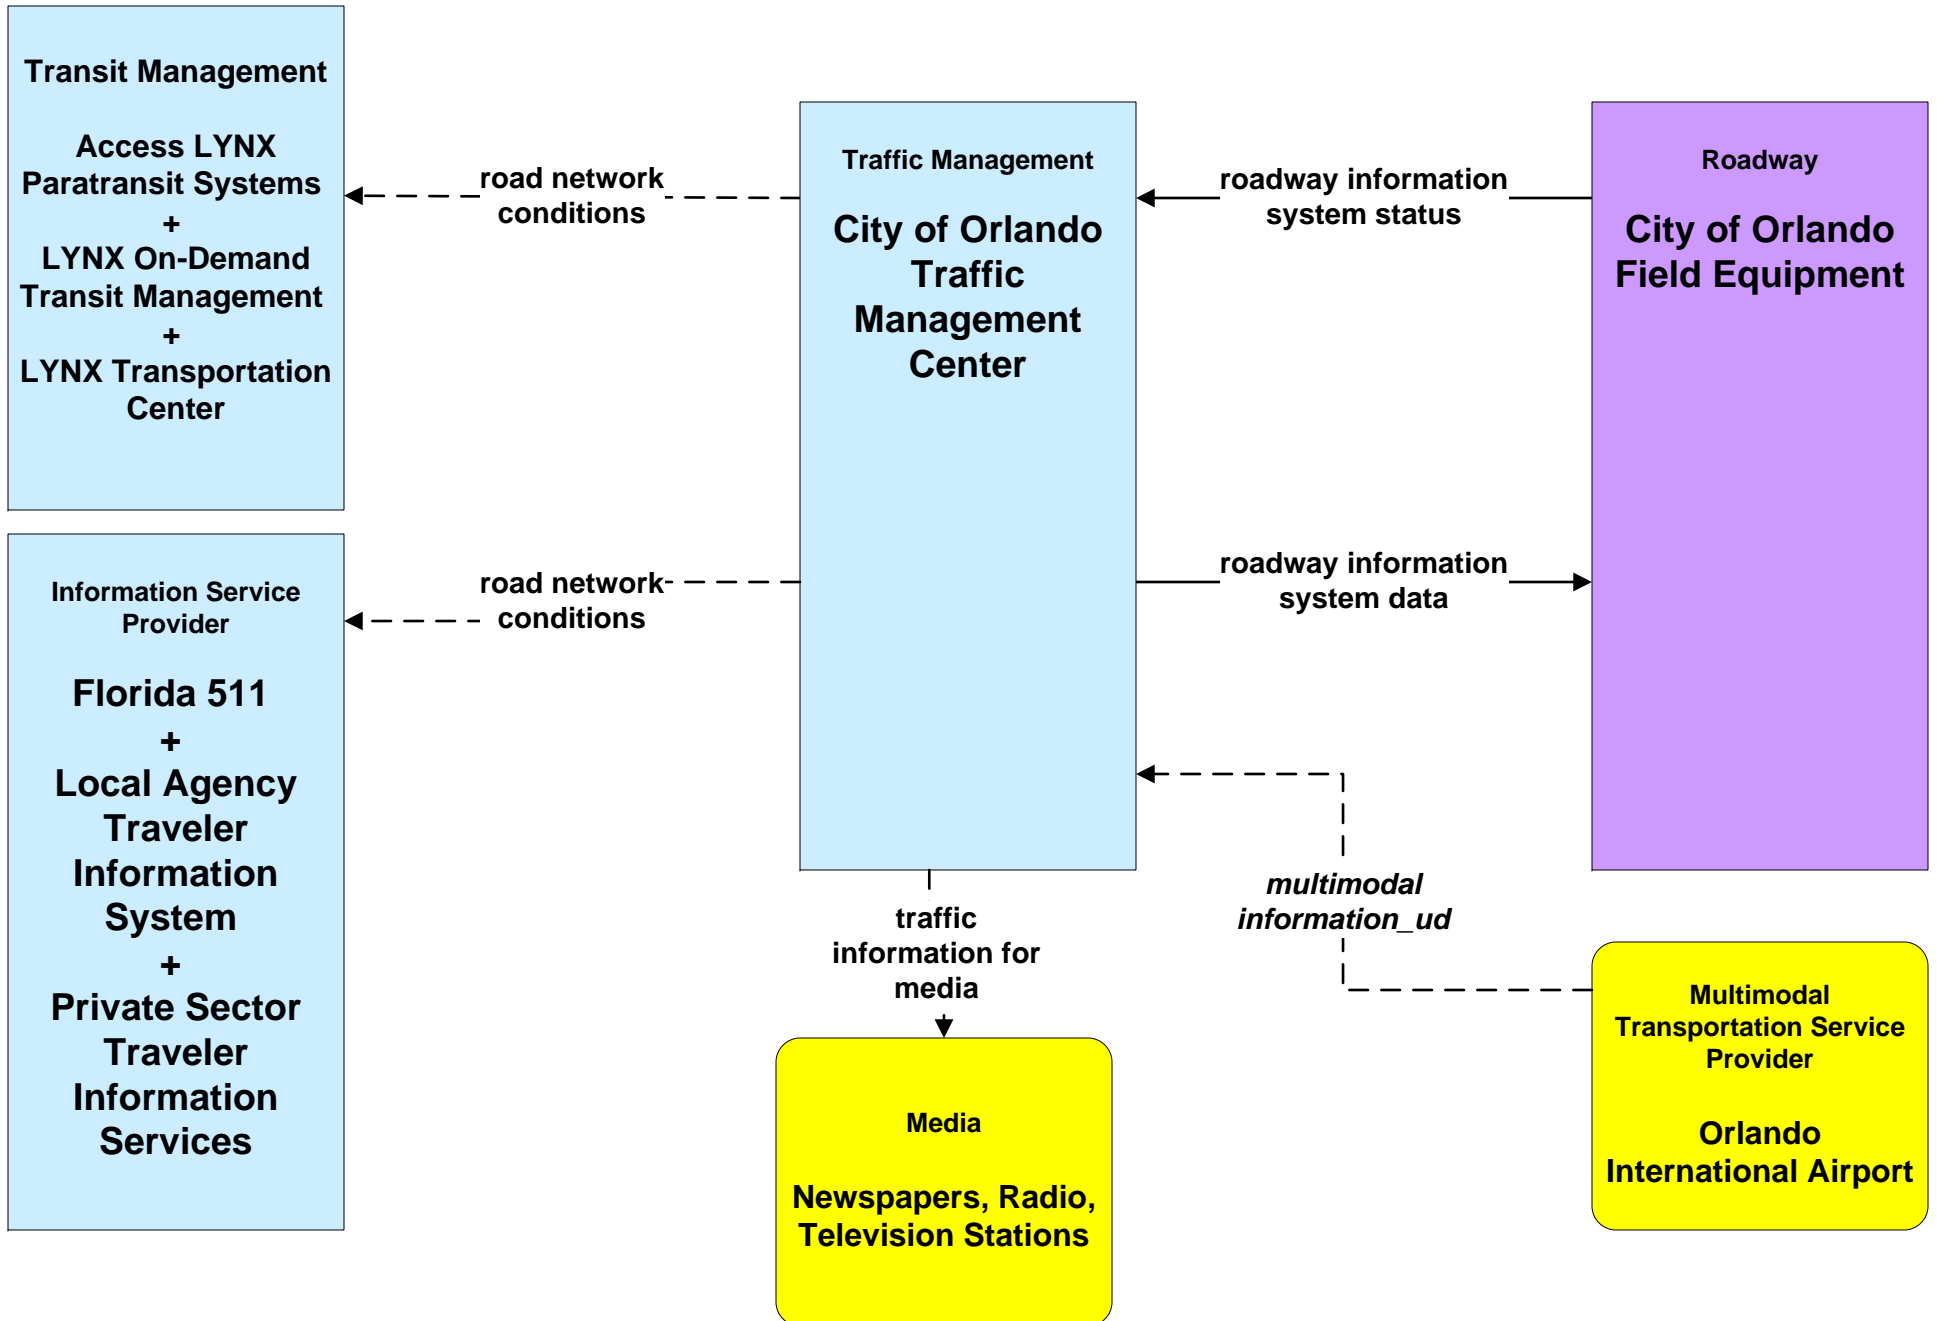 Transit Management
Access LYNX
Paratransit Systems
+
LYNX On-Demand
Transit Management
+
LYNX Transportation
Center
road network
conditions
Traffic Management
City of Orlando
Traffic
Management
Center
roadway information
system status
Roadway
City of Orlando
Field Equipment
Information Service
Provider
Florida 511
+
Local Agency
Traveler
Information
System
+
Private Sector
Traveler
Information
Services
road network
conditions
roadway information
system data
traffic
information for
media
multimodal
information_ud
Media
Newspapers, Radio,
Television Stations
Multimodal
Transportation Service
Provider
Orlando
International Airport